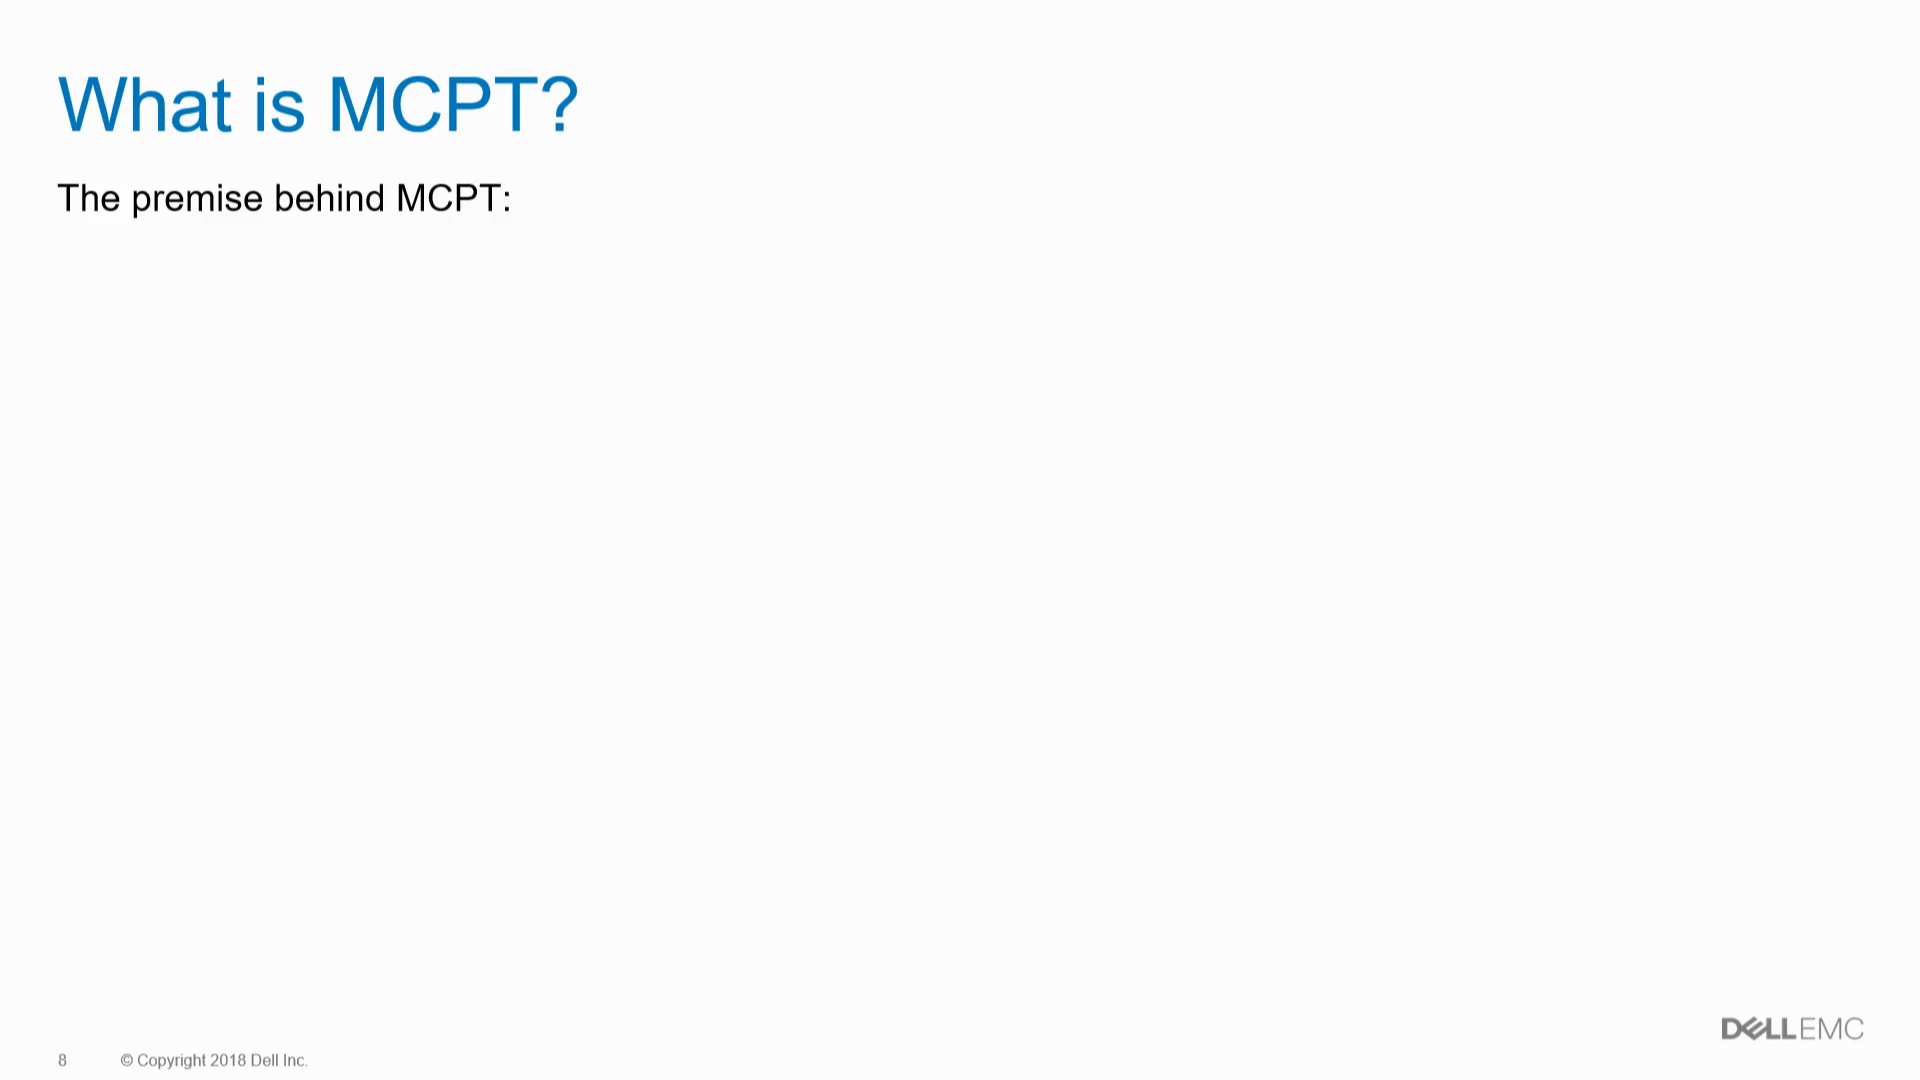 What is MCPT?
The premise behind MCPT:
DELLEMC
8 © Copyright 2018 Dell Inc.